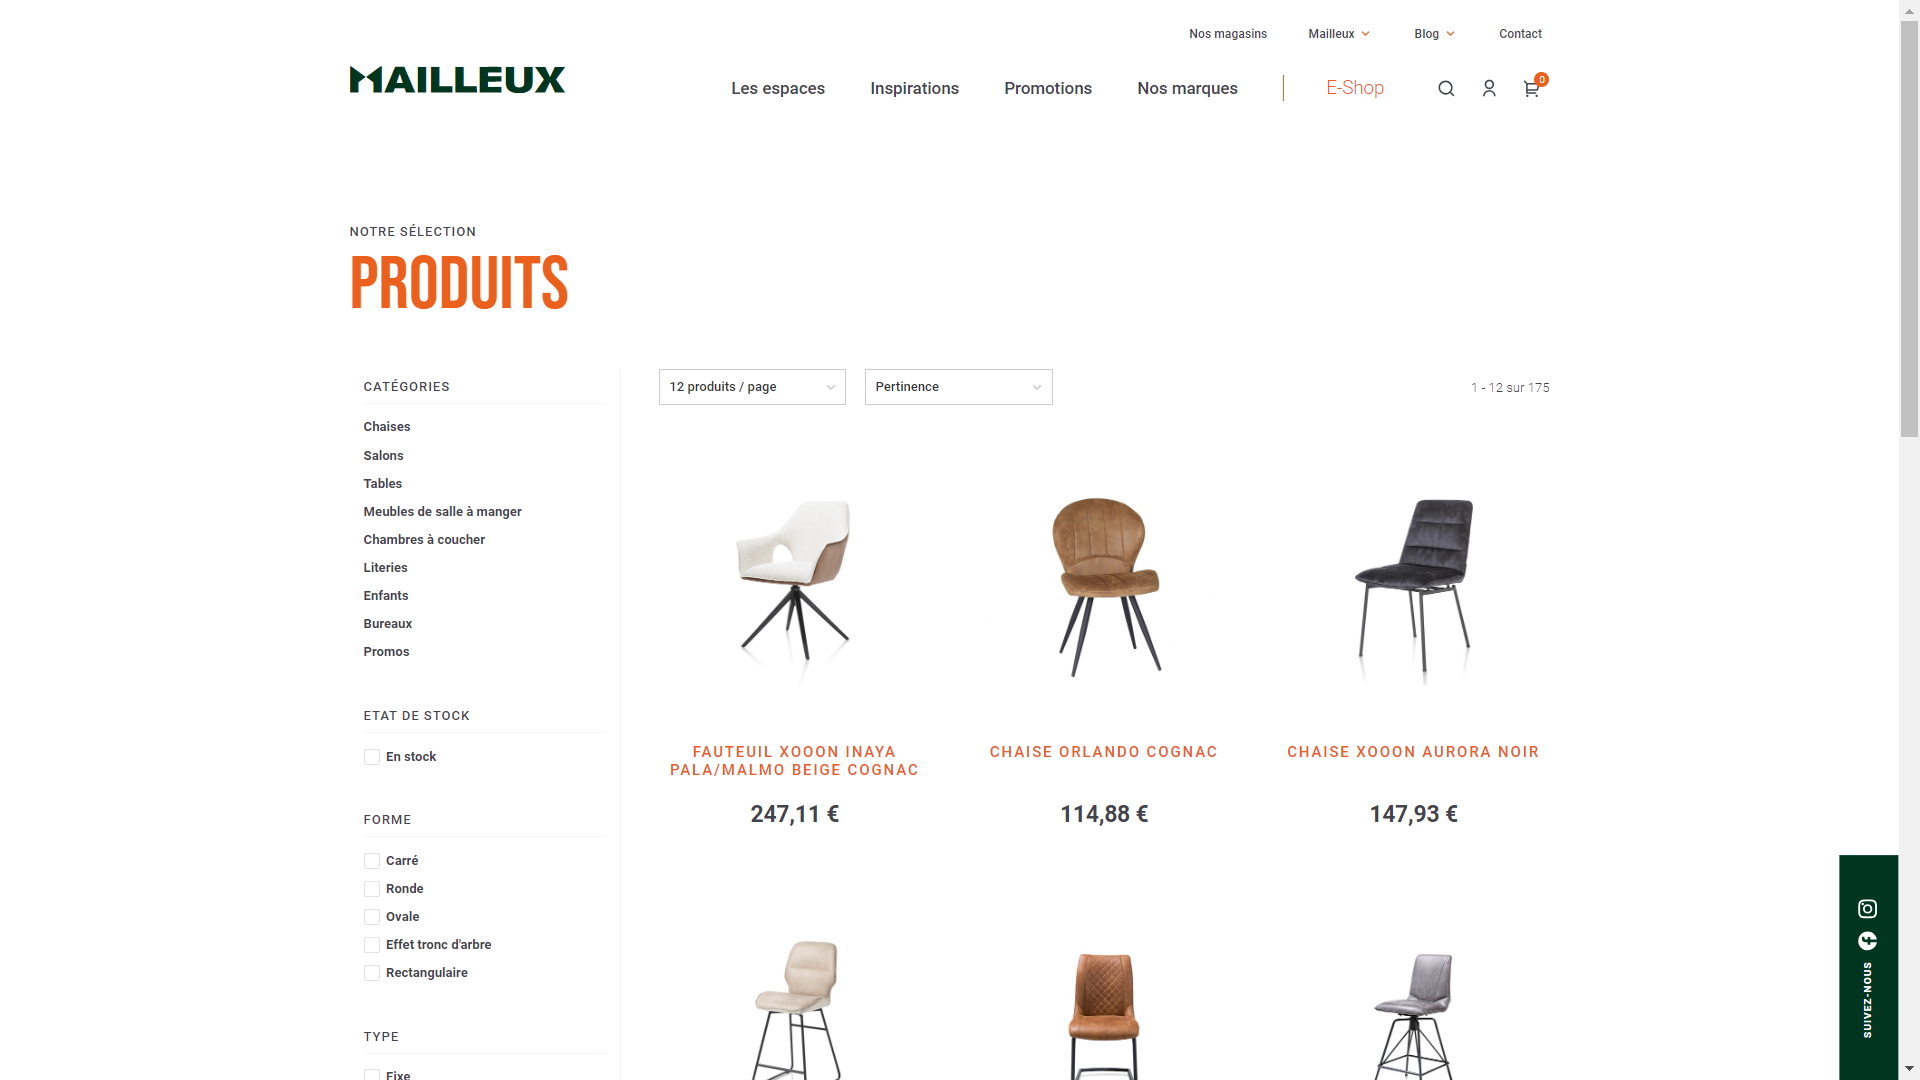 Nos magasins
Mailleux
Blog
Contact
MAILLEUX
Les espaces
Inspirations
Promotions
Nos marques
E-Shop
0
NOTRE SÉLECTION
PRODUITS
CATÉGORIES
Chaises
Salons
Tables
Meubles de salle à manger
Chambres à coucher
Literies
Enfants
Bureaux
Promos
ETAT DE STOCK
En stock
FORME
Carré
Ronde
Ovale
Effet tronc d'arbre
Rectangulaire
TYPE
Fixe
12 produits / page
Pertinence
1 - 12 sur 175
FAUTEUIL XOOON INAYA
PALA/MALMO BEIGE COGNAC
247,11 €
CHAISE ORLANDO COGNAC
114,88 €
CHAISE XOOON AURORA NOIR
147,93 €
SUIVEZ-NOUS